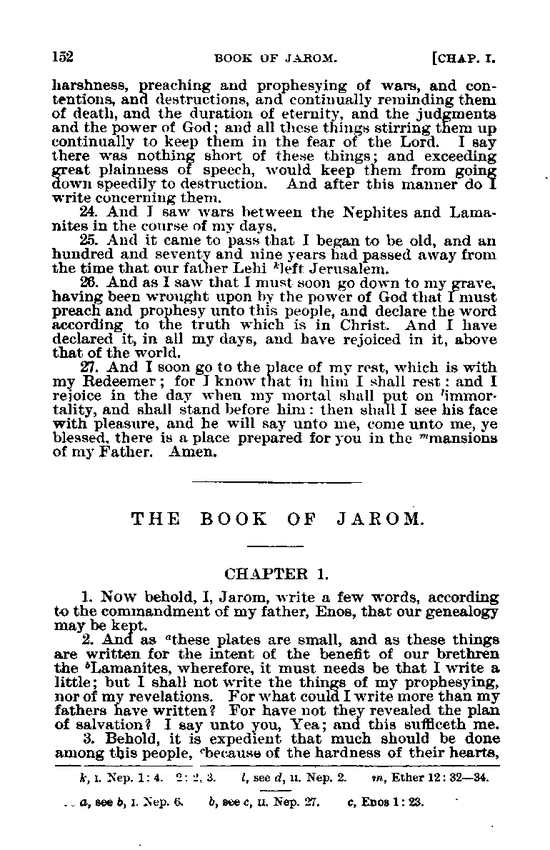 152 BOOK OF JAROM. [CHAP. I.
harshness, preaching and prophesying of wars, and con-
tentions, and destructions, and continually reminding them
of death, and the duration of eternity, and the judgments
and the power of God; and all these things stirring them up
continually to keep them in the fear of the Lord. I say
there was nothing short of these things; and exceeding
great plainness of speech, would keep them from going
down speedily to destruction. And after this manner do I
write concerning them.
24. And I saw wars between the Nephites and Lama-
nites in the course of my days.
25. And it came to pass that I began to be old, and an
hundred and seventy and nine years had passed away from
the time that our father Lehi ᵏleft Jerusalem.
26. And as I saw that I must soon go down to my grave,
having been wrought upon by the power of God that I must
preach and prophesy unto this people, and declare the word
according to the truth which is in Christ. And I have
declared it, in all my days, and have rejoiced in it, above
that of the world.
27. And I soon go to the place of my rest, which is with
my Redeemer; for I know that in him I shall rest: and I
rejoice in the day when my mortal shall put on ˡimmor-
tality, and shall stand before him: then shall I see his face
with pleasure, and he will say unto me, come unto me, ye
blessed, there is a place prepared for you in the ᵐmansions
of my Father. Amen.
THE BOOK OF JAROM.
CHAPTER 1.
1. Now behold, I, Jarom, write a few words, according
to the commandment of my father, Enos, that our genealogy
may be kept.
2. And as ᵃthese plates are small, and as these things
are written for the intent of the benefit of our brethren
the ᵇLamanites, wherefore, it must needs be that I write a
little; but I shall not write the things of my prophesying,
nor of my revelations. For what could I write more than my
fathers have written? For have not they revealed the plan
of salvation? I say unto you, Yea; and this sufficeth me.
3. Behold, it is expedient that much should be done
among this people, ᶜbecause of the hardness of their hearts,
k, I. Nep. 1: 4. 2: 2, 3. l, see d, II. Nep. 2. m, Ether 12: 32—34.
a, see b, I. Nep. 6. b, see c, II. Nep. 27. c, Enos 1: 23.